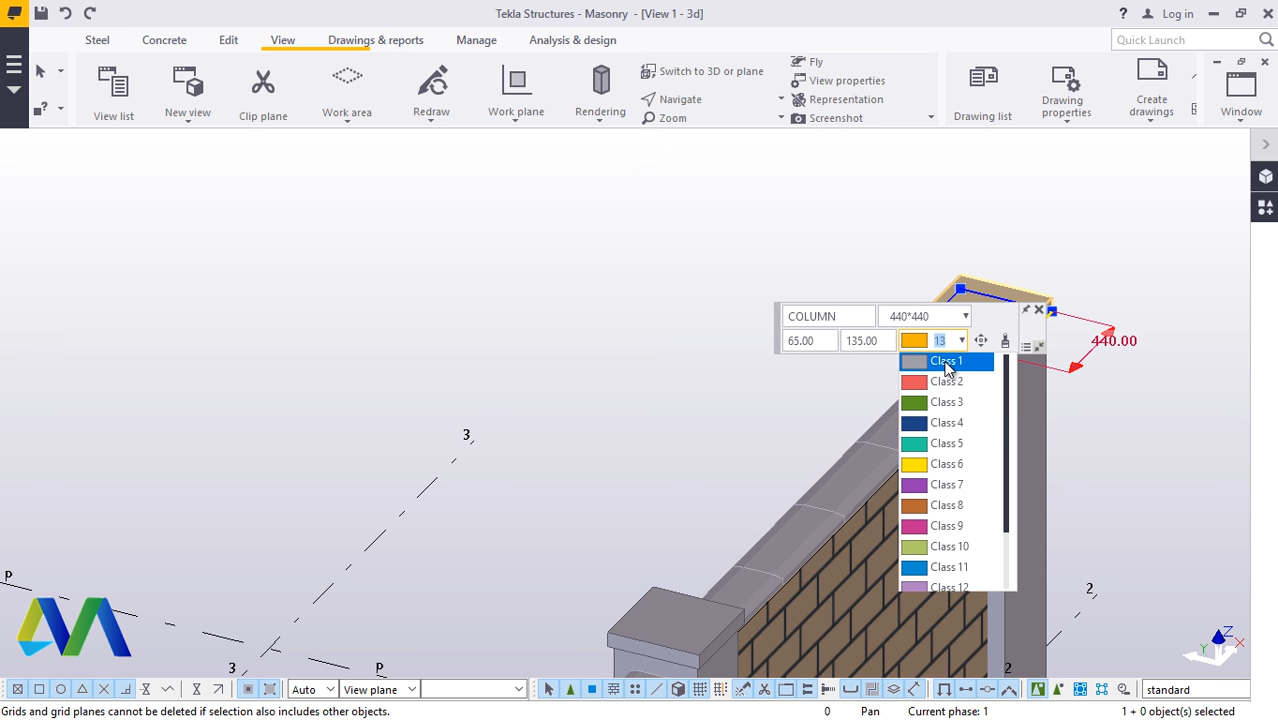 Tekla Structures - Masonry - [View 1 - 3d]
Log in
Steel
Concrete
Edit
View
Drawings & reports
Manage
Analysis & design
Quick Launch
View list
New view
Clip plane
Work area
Redraw
Work plane
Rendering
Switch to 3D or plane
Navigate
Zoom
Fly
View properties
Representation
Screenshot
Drawing list
Drawing properties
Create drawings
Window
COLUMN
440*440
65.00
135.00
13
440.00
Class 1
Class 2
Class 3
Class 4
Class 5
Class 6
Class 7
Class 8
Class 9
Class 10
Class 11
Class 12
3
P
2
3
P
2
Z
Y
X
Auto
View plane
standard
Grids and grid planes cannot be deleted if selection also includes other objects.
0
Pan
Current phase: 1
1 + 0 object(s) selected